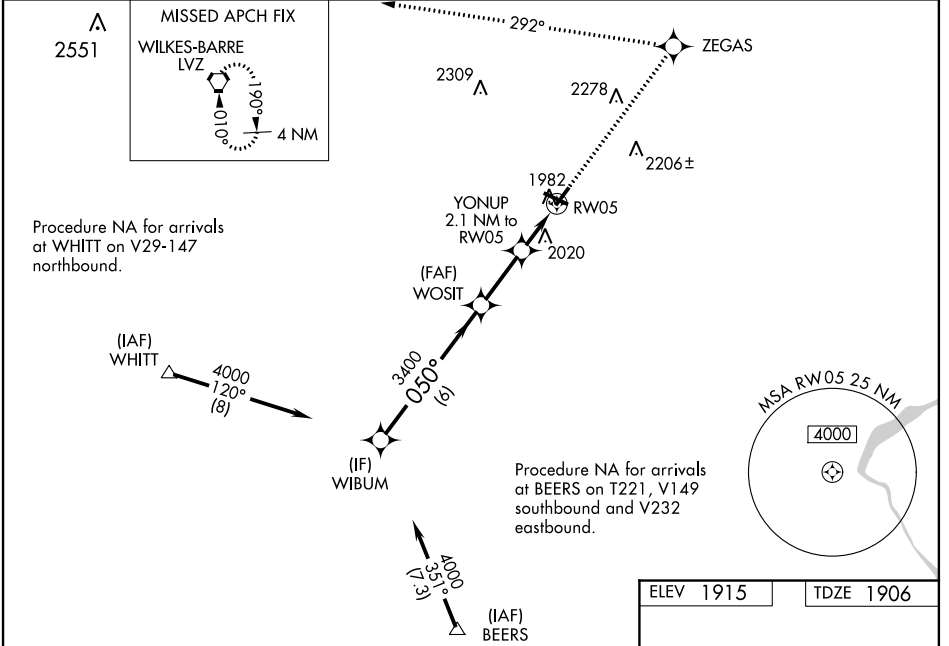 2551
MISSED APCH FIX
WILKES-BARRE
LVZ
190°
010°
4 NM
292°
ZEGAS
2309
2278
2206±
1982
RW05
YONUP
2.1 NM to
RW05
2020
Procedure NA for arrivals
at WHITT on V29-147
northbound.
(FAF)
WOSIT
(IAF)
WHITT
4000
120°
(8)
3400
050°
(6)
(IF)
WIBUM
MSA RW05 25 NM
4000
Procedure NA for arrivals
at BEERS on T221, V149
southbound and V232
eastbound.
4000
351°
(7.3)
(IAF)
BEERS
ELEV 1915
TDZE 1906